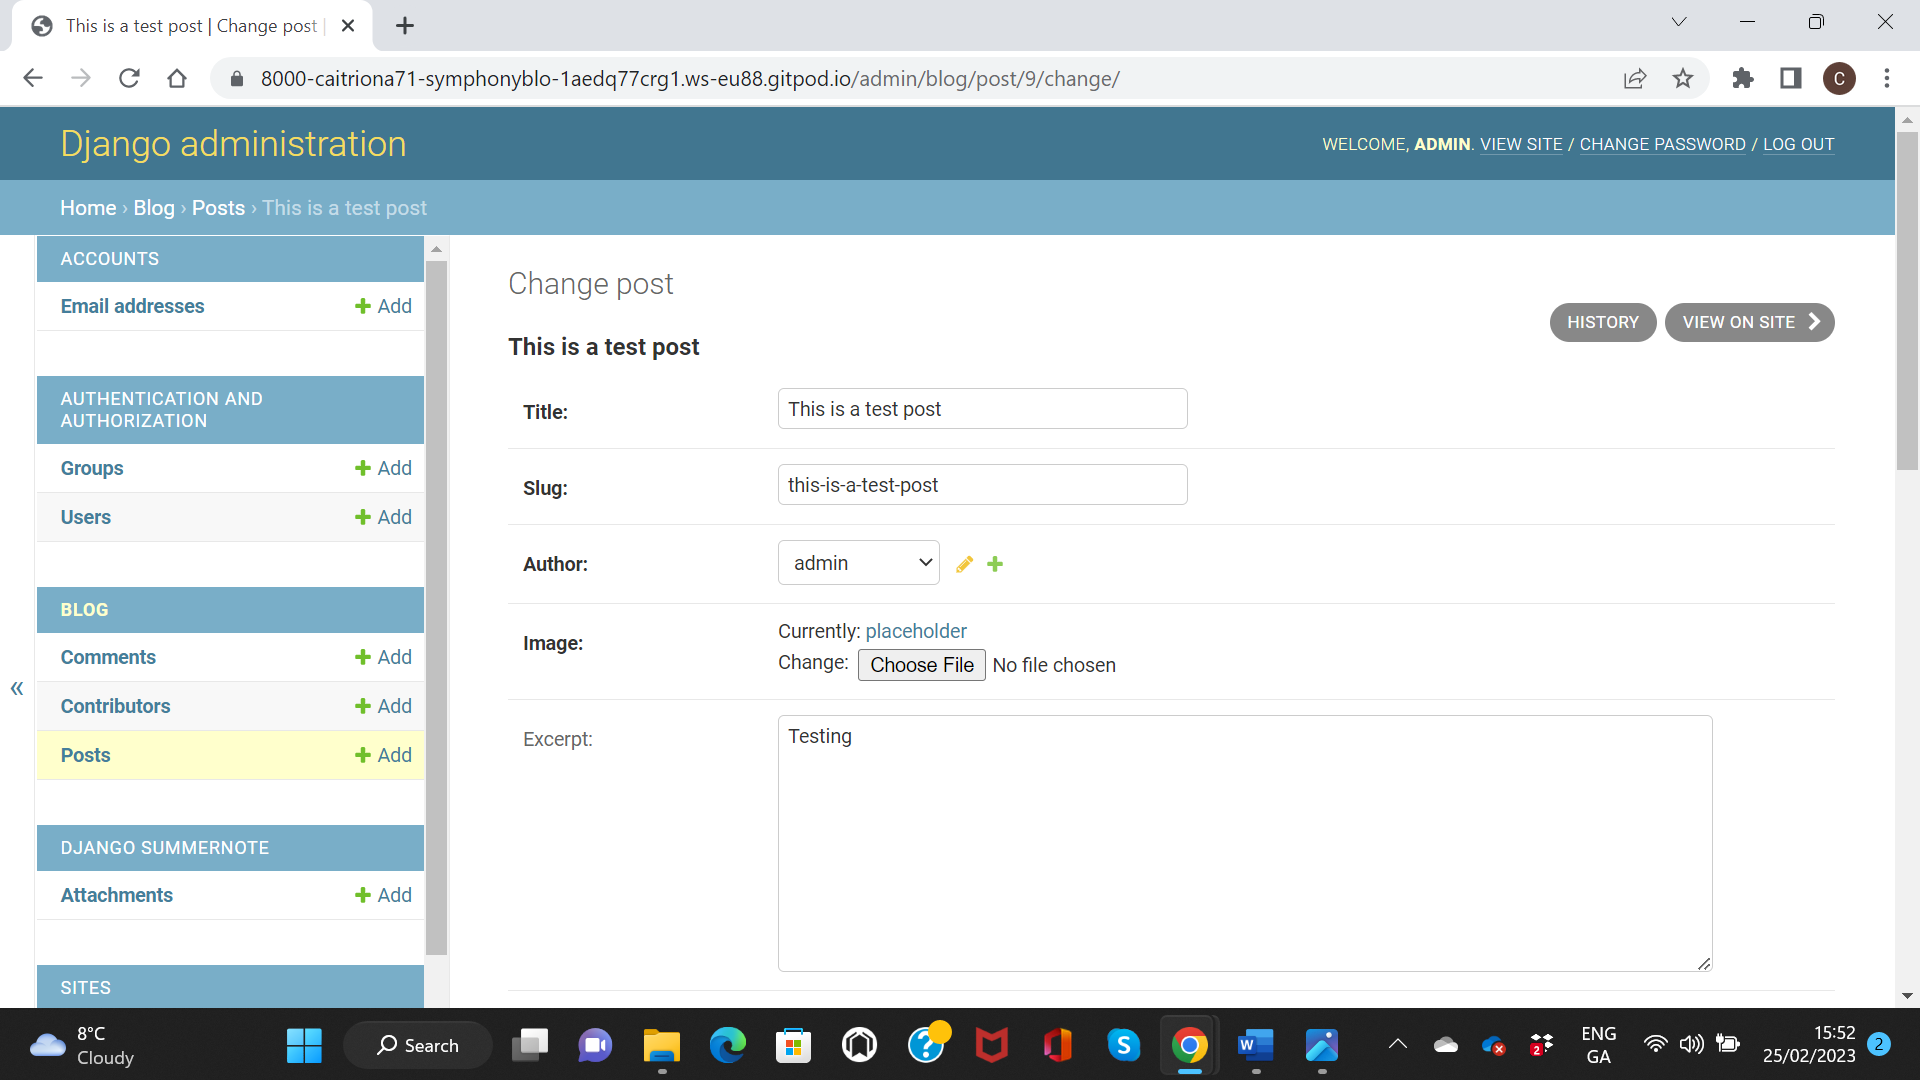 This is a test post | Change post |
8000-caitriona71-symphonyblo-1aedq77crg1.ws-eu88.gitpod.io/admin/blog/post/9/change/
C
Django administration
WELCOME, ADMIN. VIEW SITE / CHANGE PASSWORD / LOG OUT
Home › Blog › Posts › This is a test post
ACCOUNTS
Email addresses Add
AUTHENTICATION AND
AUTHORIZATION
Groups Add
Users Add
BLOG
Comments Add
Contributors Add
Posts Add
DJANGO SUMMERNOTE
Attachments Add
SITES
«
Change post
HISTORY
VIEW ON SITE
This is a test post
Title: This is a test post
Slug: this-is-a-test-post
Author: admin
Image: Currently: placeholder
Change: Choose File No file chosen
Excerpt: Testing
8°C
Cloudy
Search
?
S
W
2
ENG
GA
15:52
25/02/2023
2